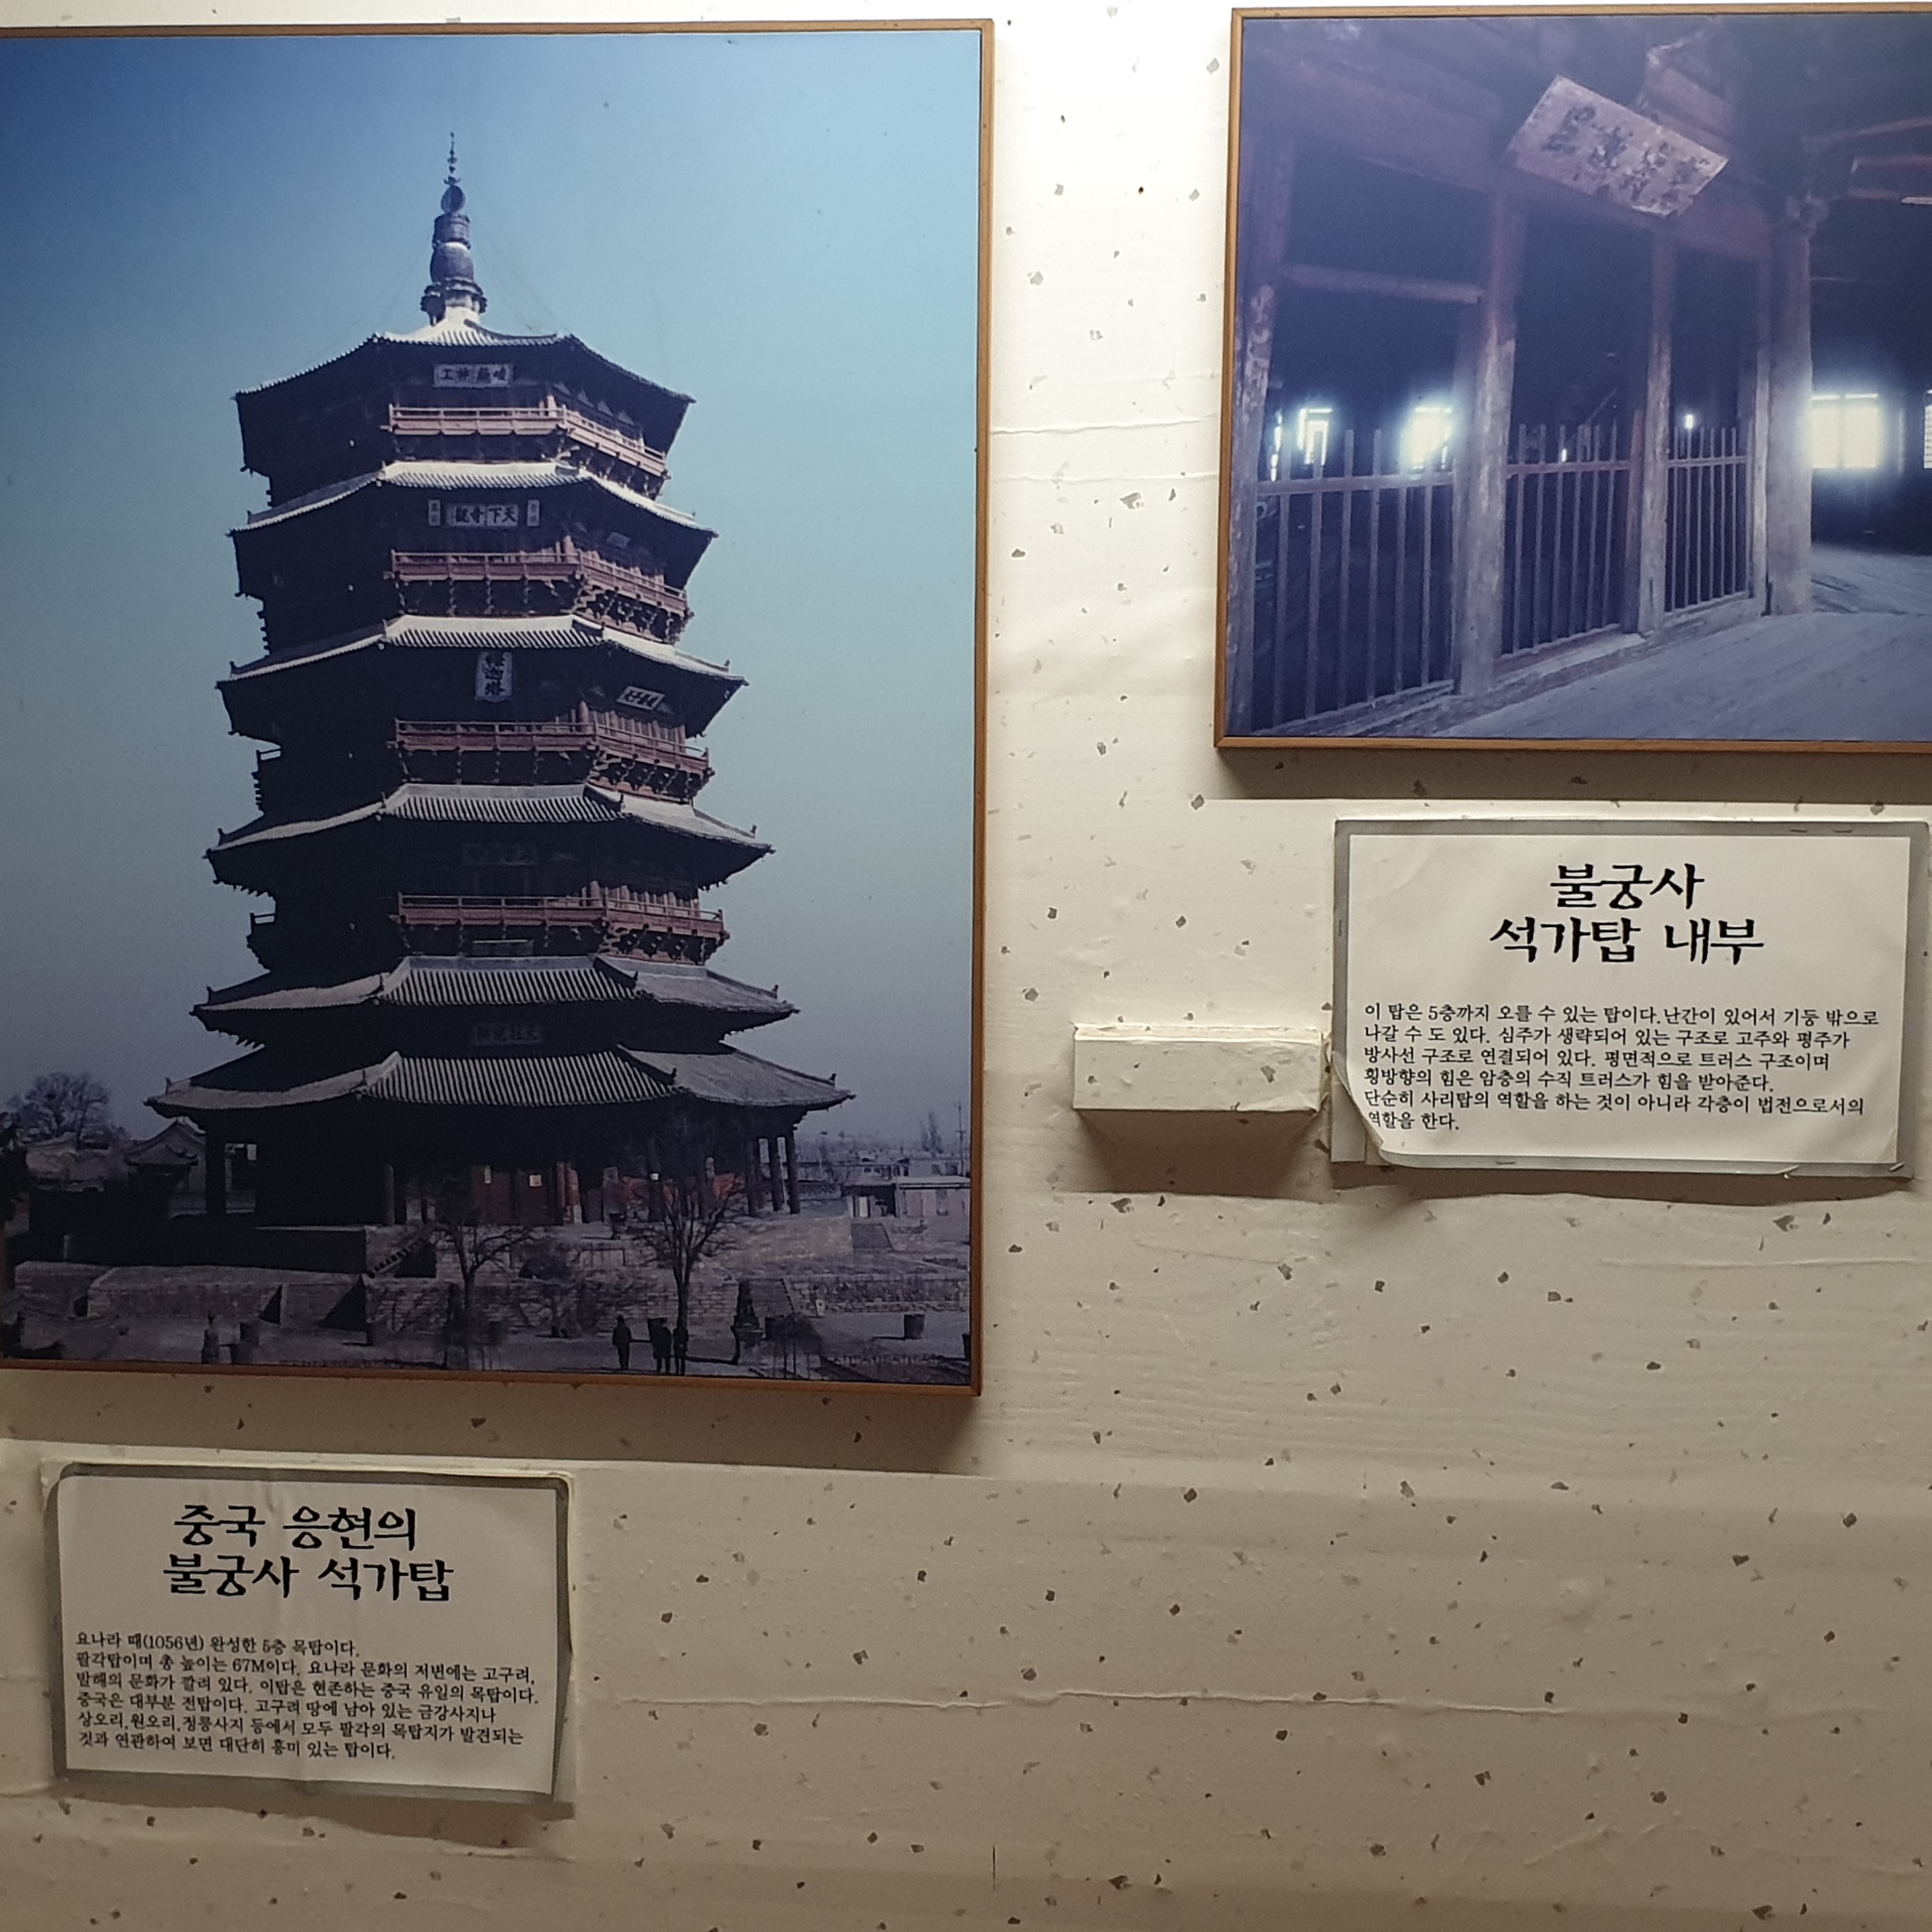 峻極神工
天下奇觀
釋迦塔
중국 응현의
불궁사 석가탑
요나라 때(1056년) 완성한 5층 목탑이다.
팔각탑이며 총 높이는 67M이다. 요나라 문화의 저변에는 고구려,
발해의 문화가 깔려 있다. 이탑은 현존하는 중국 유일의 목탑이다.
중국은 대부분 전탑이다. 고구려 땅에 남아 있는 금강사지나
상오리,원오리,정릉사지 등에서 모두 팔각의 목탑지가 발견되는
것과 연관하여 보면 대단히 흥미 있는 탑이다.
불궁사
석가탑 내부
이 탑은 5층까지 오를 수 있는 탑이다.난간이 있어서 기둥 밖으로
나갈 수 도 있다. 심주가 생략되어 있는 구조로 고주와 평주가
방사선 구조로 연결되어 있다. 평면적으로 트러스 구조이며
횡방향의 힘은 암층의 수직 트러스가 힘을 받아준다.
단순히 사리탑의 역할을 하는 것이 아니라 각층이 법전으로서의
역할을 한다.